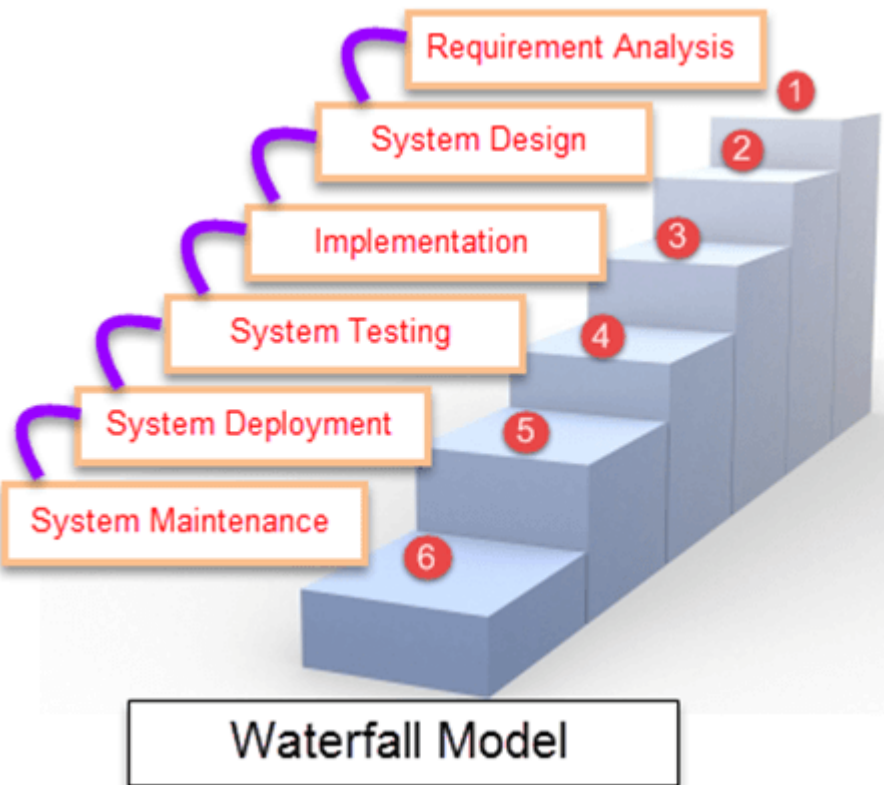 Requirement Analysis
1
System Design
2
Implementation
3
System Testing
4
System Deployment
5
System Maintenance
6
Waterfall Model